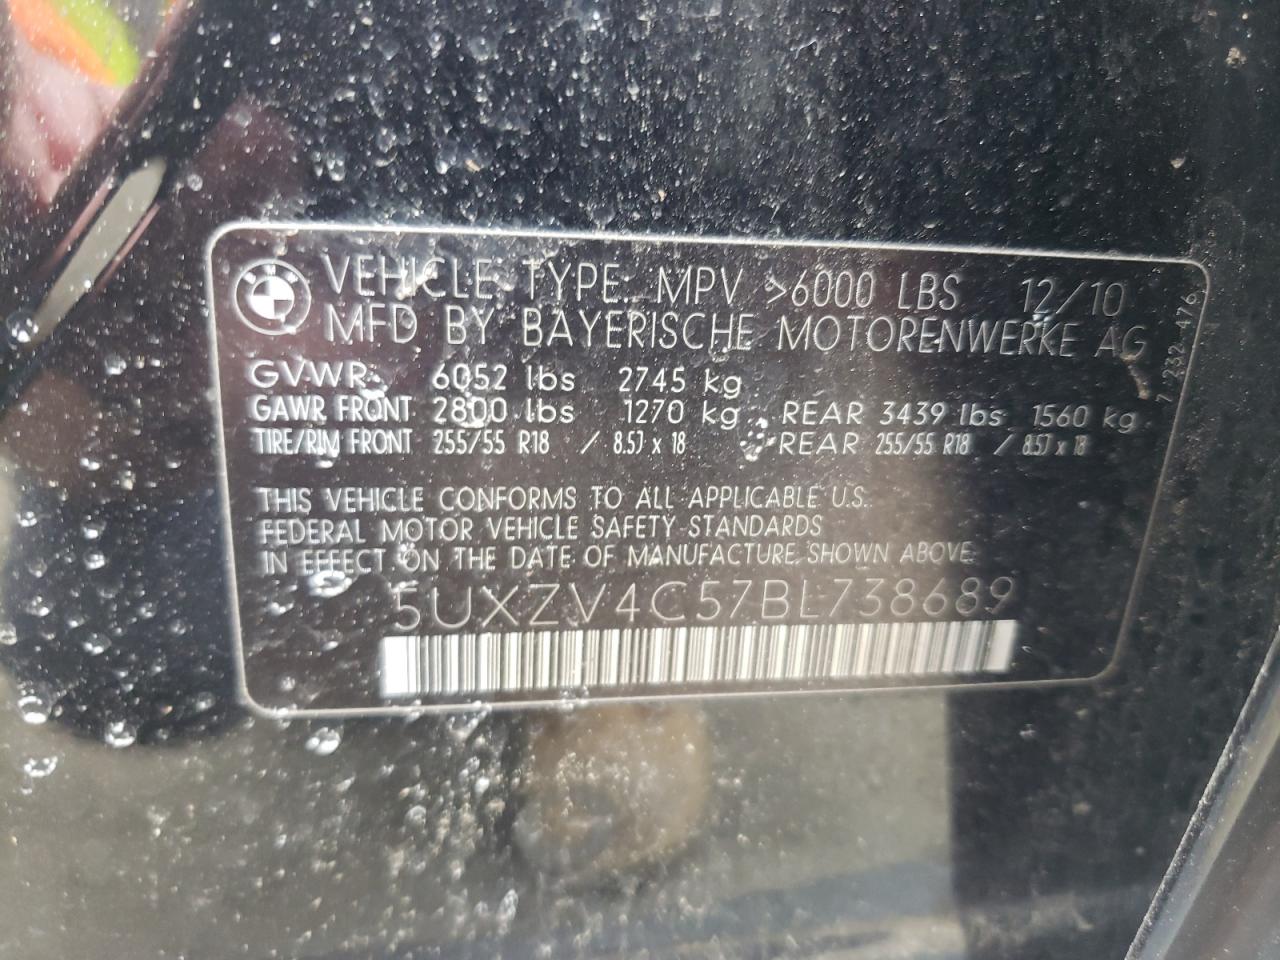 VEHICLE TYPE: MPV >6000 LBS 12/10
MFD BY BAYERISCHE MOTORENWERKE AG
GVWR: 6052 lbs 2745 kg
GAWR FRONT 2800 lbs 1270 kg REAR 3439 lbs 1560 kg
TIRE/RIM FRONT 255/55 R18 / 8.5J x 18 REAR 255/55 R18 / 8.5J x 18
THIS VEHICLE CONFORMS TO ALL APPLICABLE U.S.
FEDERAL MOTOR VEHICLE SAFETY STANDARDS
IN EFFECT ON THE DATE OF MANUFACTURE SHOWN ABOVE
5UXZV4C57BL738689
7 232 476